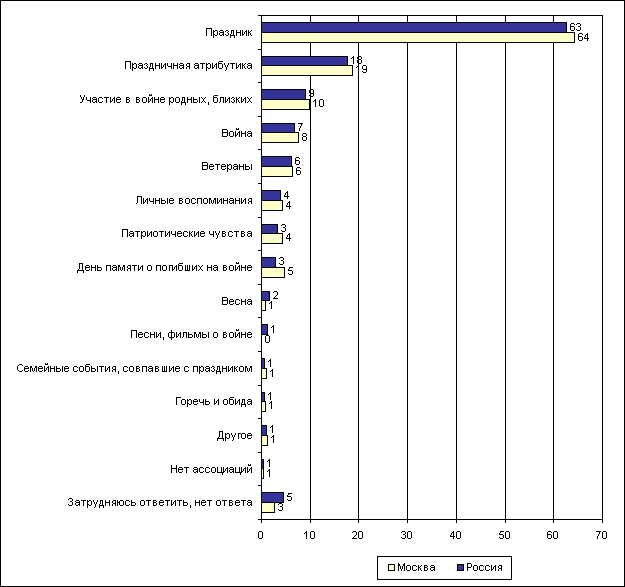 Праздник 63
64
Праздничная атрибутика 18
19
Участие в войне родных, близких 9
10
Война 7
8
Ветераны 6
6
Личные воспоминания 4
4
Патриотические чувства 3
4
День памяти о погибших на войне 3
5
Весна 2
1
Песни, фильмы о войне 1
0
Семейные события, совпавшие с праздником 1
1
Горечь и обида 1
1
Другое 1
1
Нет ассоциаций 1
1
Затрудняюсь ответить, нет ответа 5
3
0 10 20 30 40 50 60 70
Москва Россия